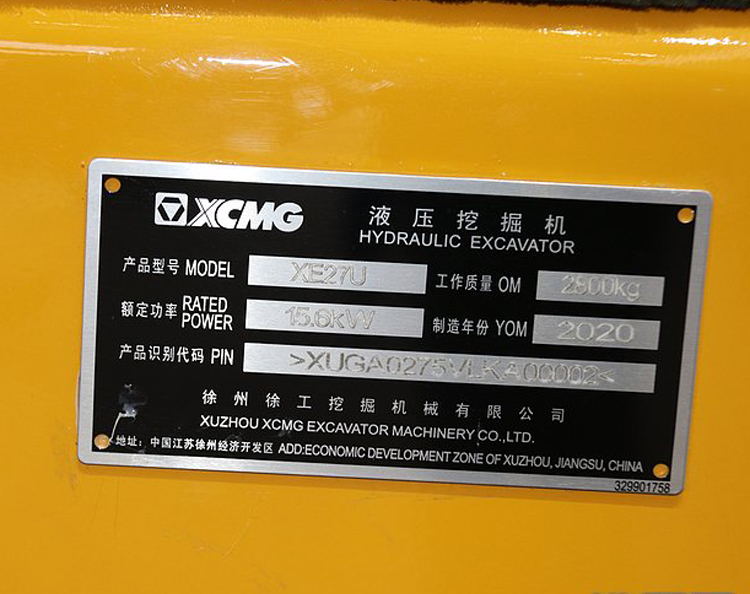 XCMG 液压挖掘机
HYDRAULIC EXCAVATOR
产品型号 MODEL XE27U 工作质量 OM 2800kg
额定功率 RATED POWER 15.6kW 制造年份 YOM 2020
产品识别代码 PIN >XUGA0275VLKA00002<
徐州徐工挖掘机械有限公司
XUZHOU XCMG EXCAVATOR MACHINERY CO.,LTD.
地址: 中国江苏徐州经济开发区 ADD:ECONOMIC DEVELOPMENT ZONE OF XUZHOU, JIANGSU, CHINA
329901758